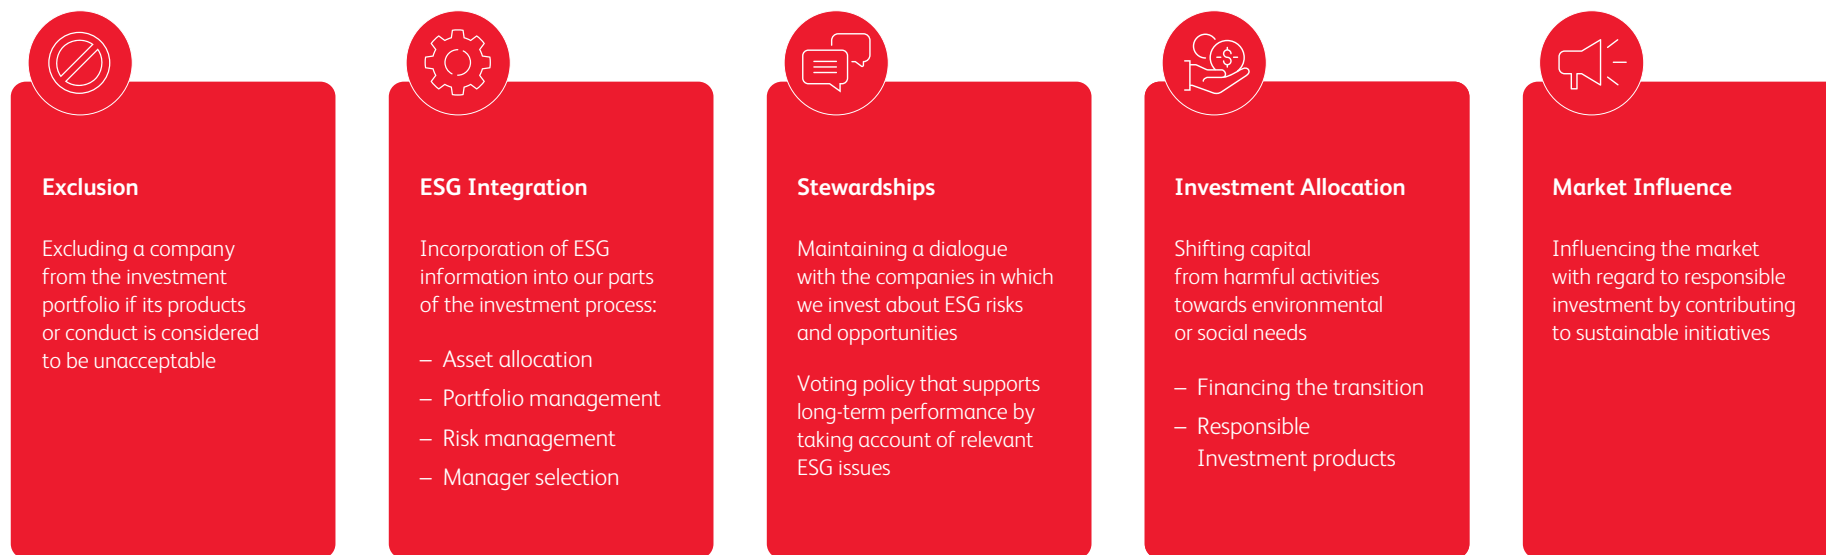 Exclusion
Excluding a company
from the investment
portfolio if its products
or conduct is considered
to be unacceptable
ESG Integration
Incorporation of ESG
information into our parts
of the investment process:
– Asset allocation
– Portfolio management
– Risk management
– Manager selection
Stewardships
Maintaining a dialogue
with the companies in which
we invest about ESG risks
and opportunities
Voting policy that supports
long-term performance by
taking account of relevant
ESG issues
Investment Allocation
Shifting capital
from harmful activities
towards environmental
or social needs
– Financing the transition
– Responsible
Investment products
Market Influence
Influencing the market
with regard to responsible
investment by contributing
to sustainable initiatives